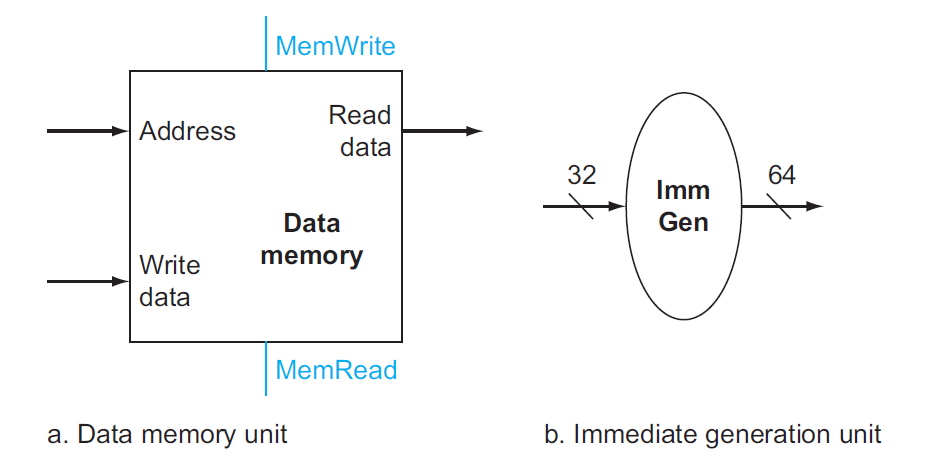 MemWrite
Address
Read
data
Data
memory
Write
data
MemRead
32
Imm
Gen
64
a. Data memory unit
b. Immediate generation unit